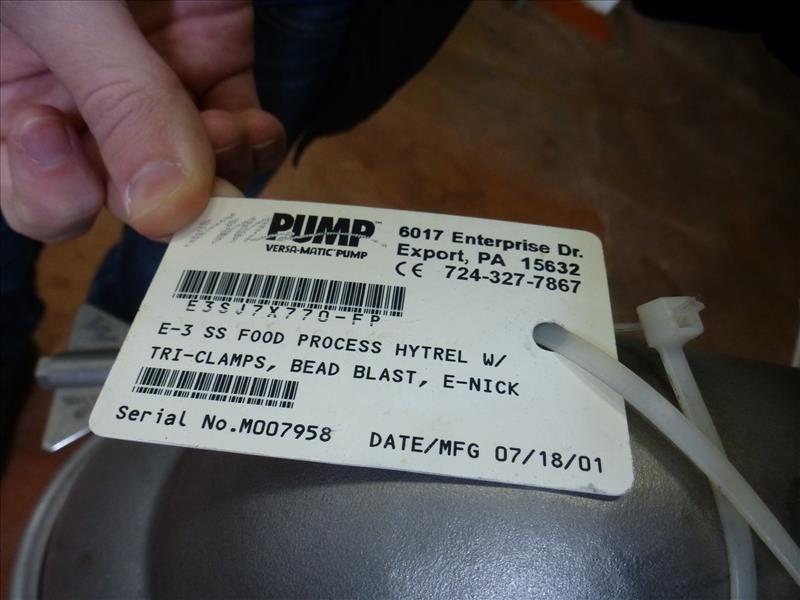 PUMP™
VERSA-MATIC® PUMP
6017 Enterprise Dr.
Export, PA 15632
CE 724-327-7867
E3SJ7X770-FP
E-3 SS FOOD PROCESS HYTREL W/
TRI-CLAMPS, BEAD BLAST, E-NICK
Serial No.M007958
DATE/MFG 07/18/01